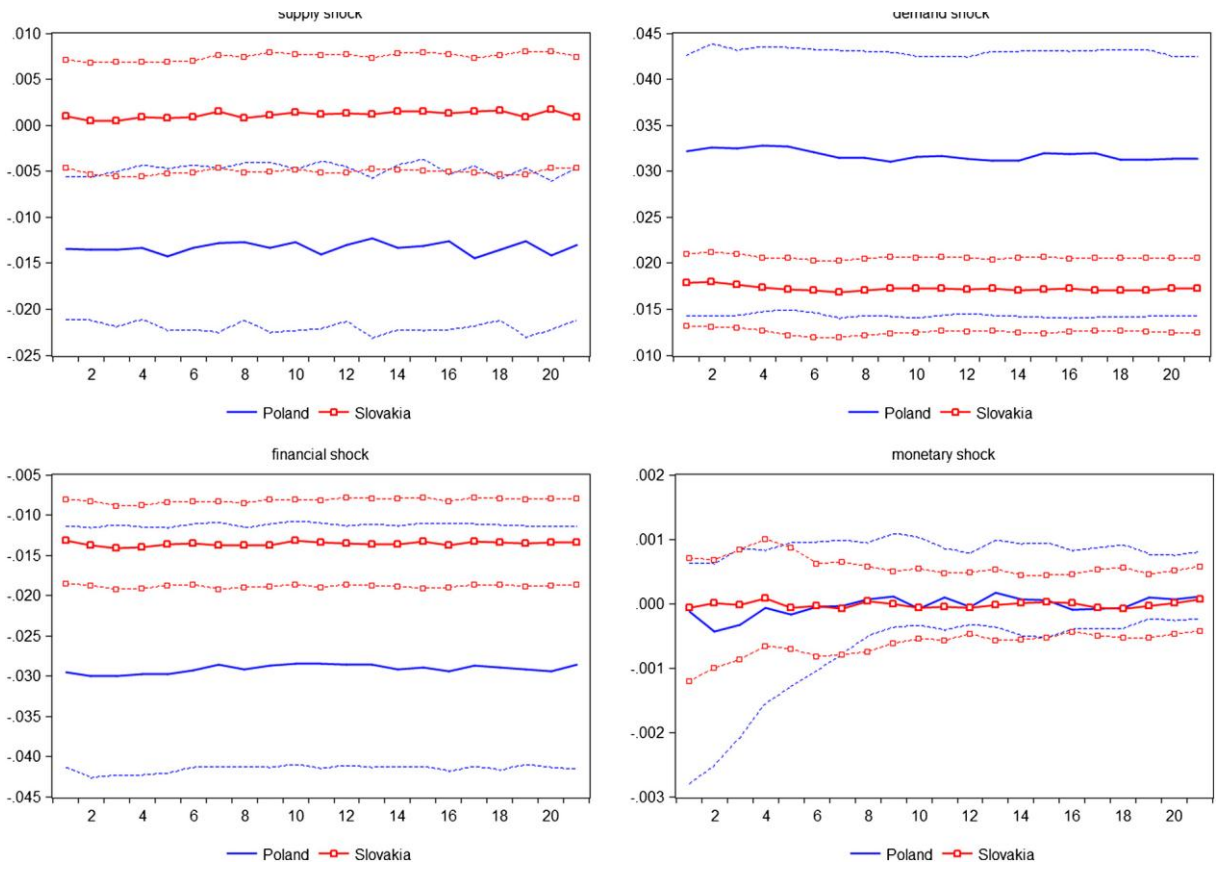 supply shock
.010
.005
.000
-.005
-.010
-.015
-.020
-.025
2 4 6 8 10 12 14 16 18 20
Poland Slovakia
demand shock
.045
.040
.035
.030
.025
.020
.015
.010
2 4 6 8 10 12 14 16 18 20
Poland Slovakia
financial shock
-.005
-.010
-.015
-.020
-.025
-.030
-.035
-.040
-.045
2 4 6 8 10 12 14 16 18 20
Poland Slovakia
monetary shock
.002
.001
.000
-.001
-.002
-.003
2 4 6 8 10 12 14 16 18 20
Poland Slovakia